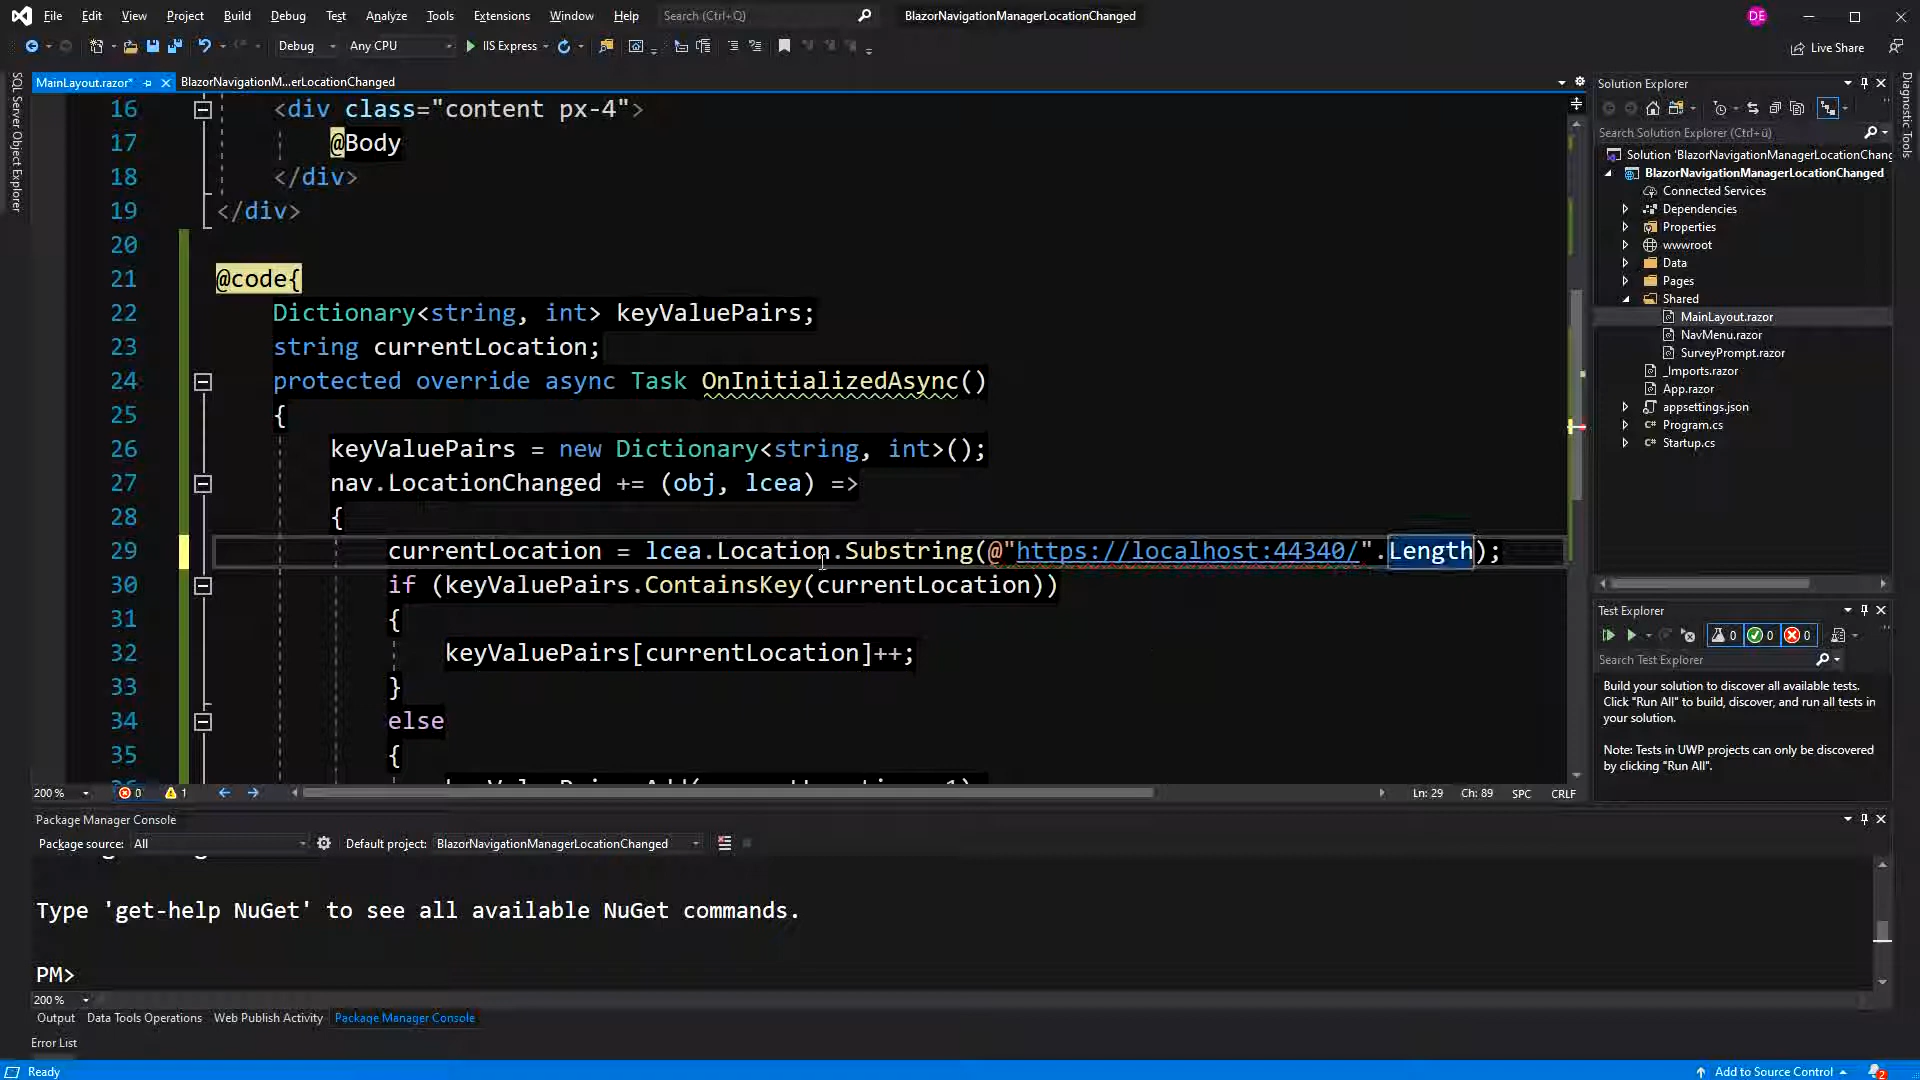 File Edit View Project Build Debug Test Analyze Tools Extensions Window Help Search (Ctrl+Q) BlazorNavigationManagerLocationChanged DE
Debug Any CPU IIS Express Live Share
SQL Server Object Explorer
MainLayout.razor* BlazorNavigationM...erLocationChanged
16 <div class="content px-4">
17 @Body
18 </div>
19 </div>
20
21 @code{
22 Dictionary<string, int> keyValuePairs;
23 string currentLocation;
24 protected override async Task OnInitializedAsync()
25 {
26 keyValuePairs = new Dictionary<string, int>();
27 nav.LocationChanged += (obj, lcea) =>
28 {
29 currentLocation = lcea.Location.Substring(@"https://localhost:44340/".Length);
30 if (keyValuePairs.ContainsKey(currentLocation))
31 {
32 keyValuePairs[currentLocation]++;
33 }
34 else
35 {
200 % 0 1 Ln: 29 Ch: 89 SPC CRLF
Package Manager Console
Package source: All Default project: BlazorNavigationManagerLocationChanged
Type 'get-help NuGet' to see all available NuGet commands.
PM>
200 %
Output Data Tools Operations Web Publish Activity Package Manager Console
Error List
Ready Add to Source Control 2
Solution Explorer
Search Solution Explorer (Ctrl+ü)
Solution 'BlazorNavigationManagerLocationChang
BlazorNavigationManagerLocationChanged
Connected Services
Dependencies
Properties
wwwroot
Data
Pages
Shared
MainLayout.razor
NavMenu.razor
SurveyPrompt.razor
_Imports.razor
App.razor
appsettings.json
Program.cs
Startup.cs
Test Explorer
0 0 0
Search Test Explorer
Build your solution to discover all available tests.
Click "Run All" to build, discover, and run all tests in
your solution.
Note: Tests in UWP projects can only be discovered
by clicking "Run All".
Diagnostic Tools